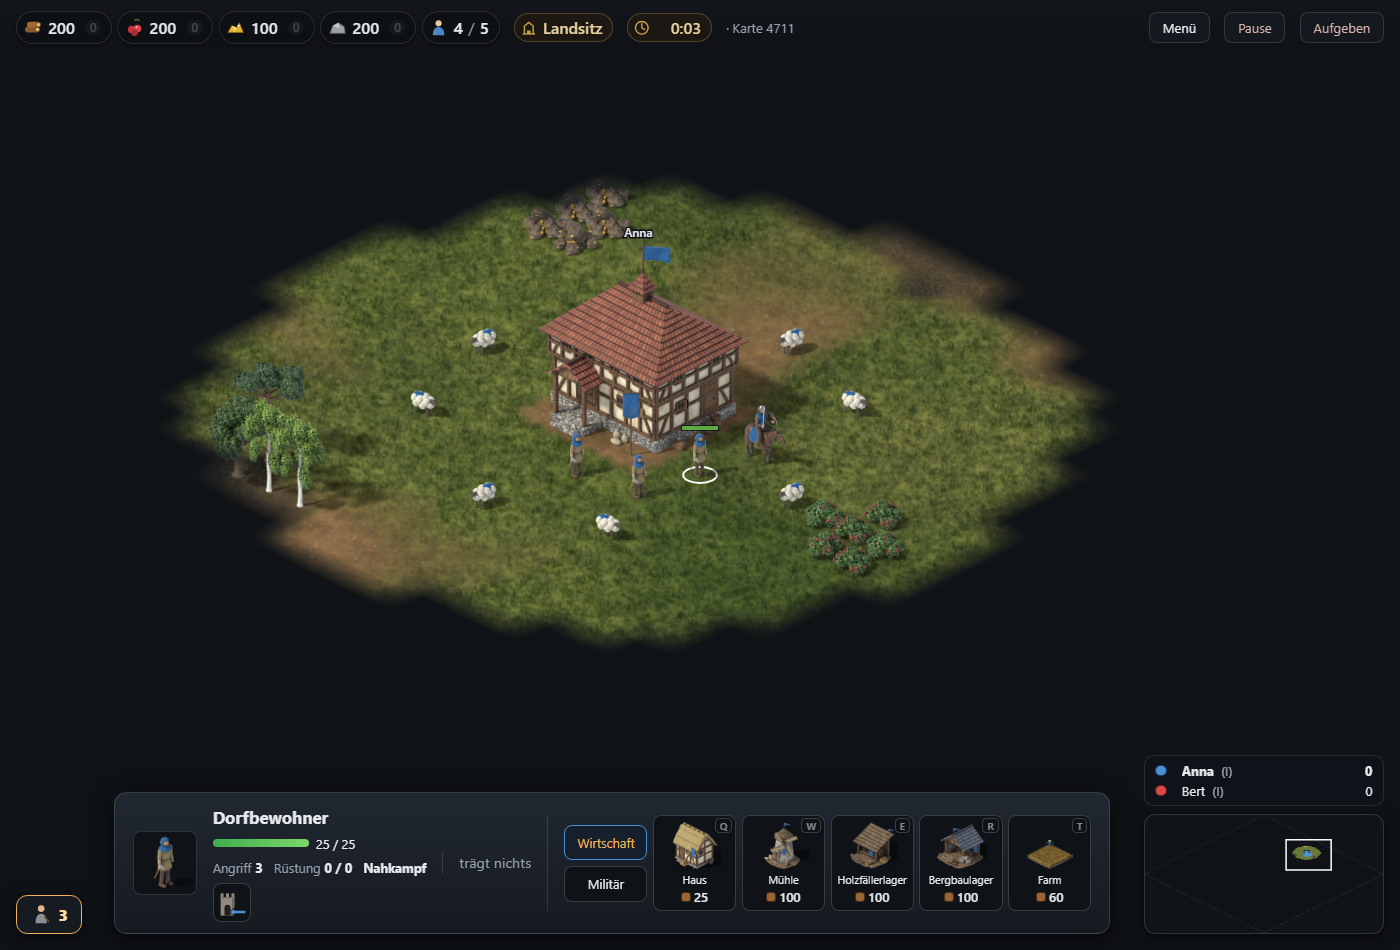 200 0 200 0 100 0 200 0 4 / 5 Landsitz 0:03 · Karte 4711 Menü Pause Aufgeben
Anna
Dorfbewohner
25 / 25
Angriff 3 Rüstung 0 / 0 Nahkampf
trägt nichts
Wirtschaft
Militär
Q
Haus
25
W
Mühle
100
E
Holzfällerlager
100
R
Bergbaulager
100
T
Farm
60
Anna (I) 0
Bert (I) 0
3